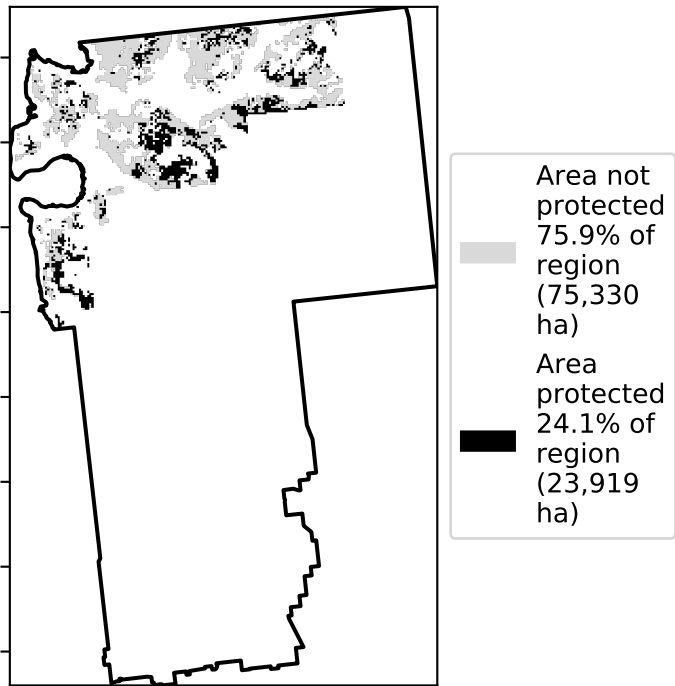 Area not
protected
75.9% of
region
(75,330
ha)
Area
protected
24.1% of
region
(23,919
ha)